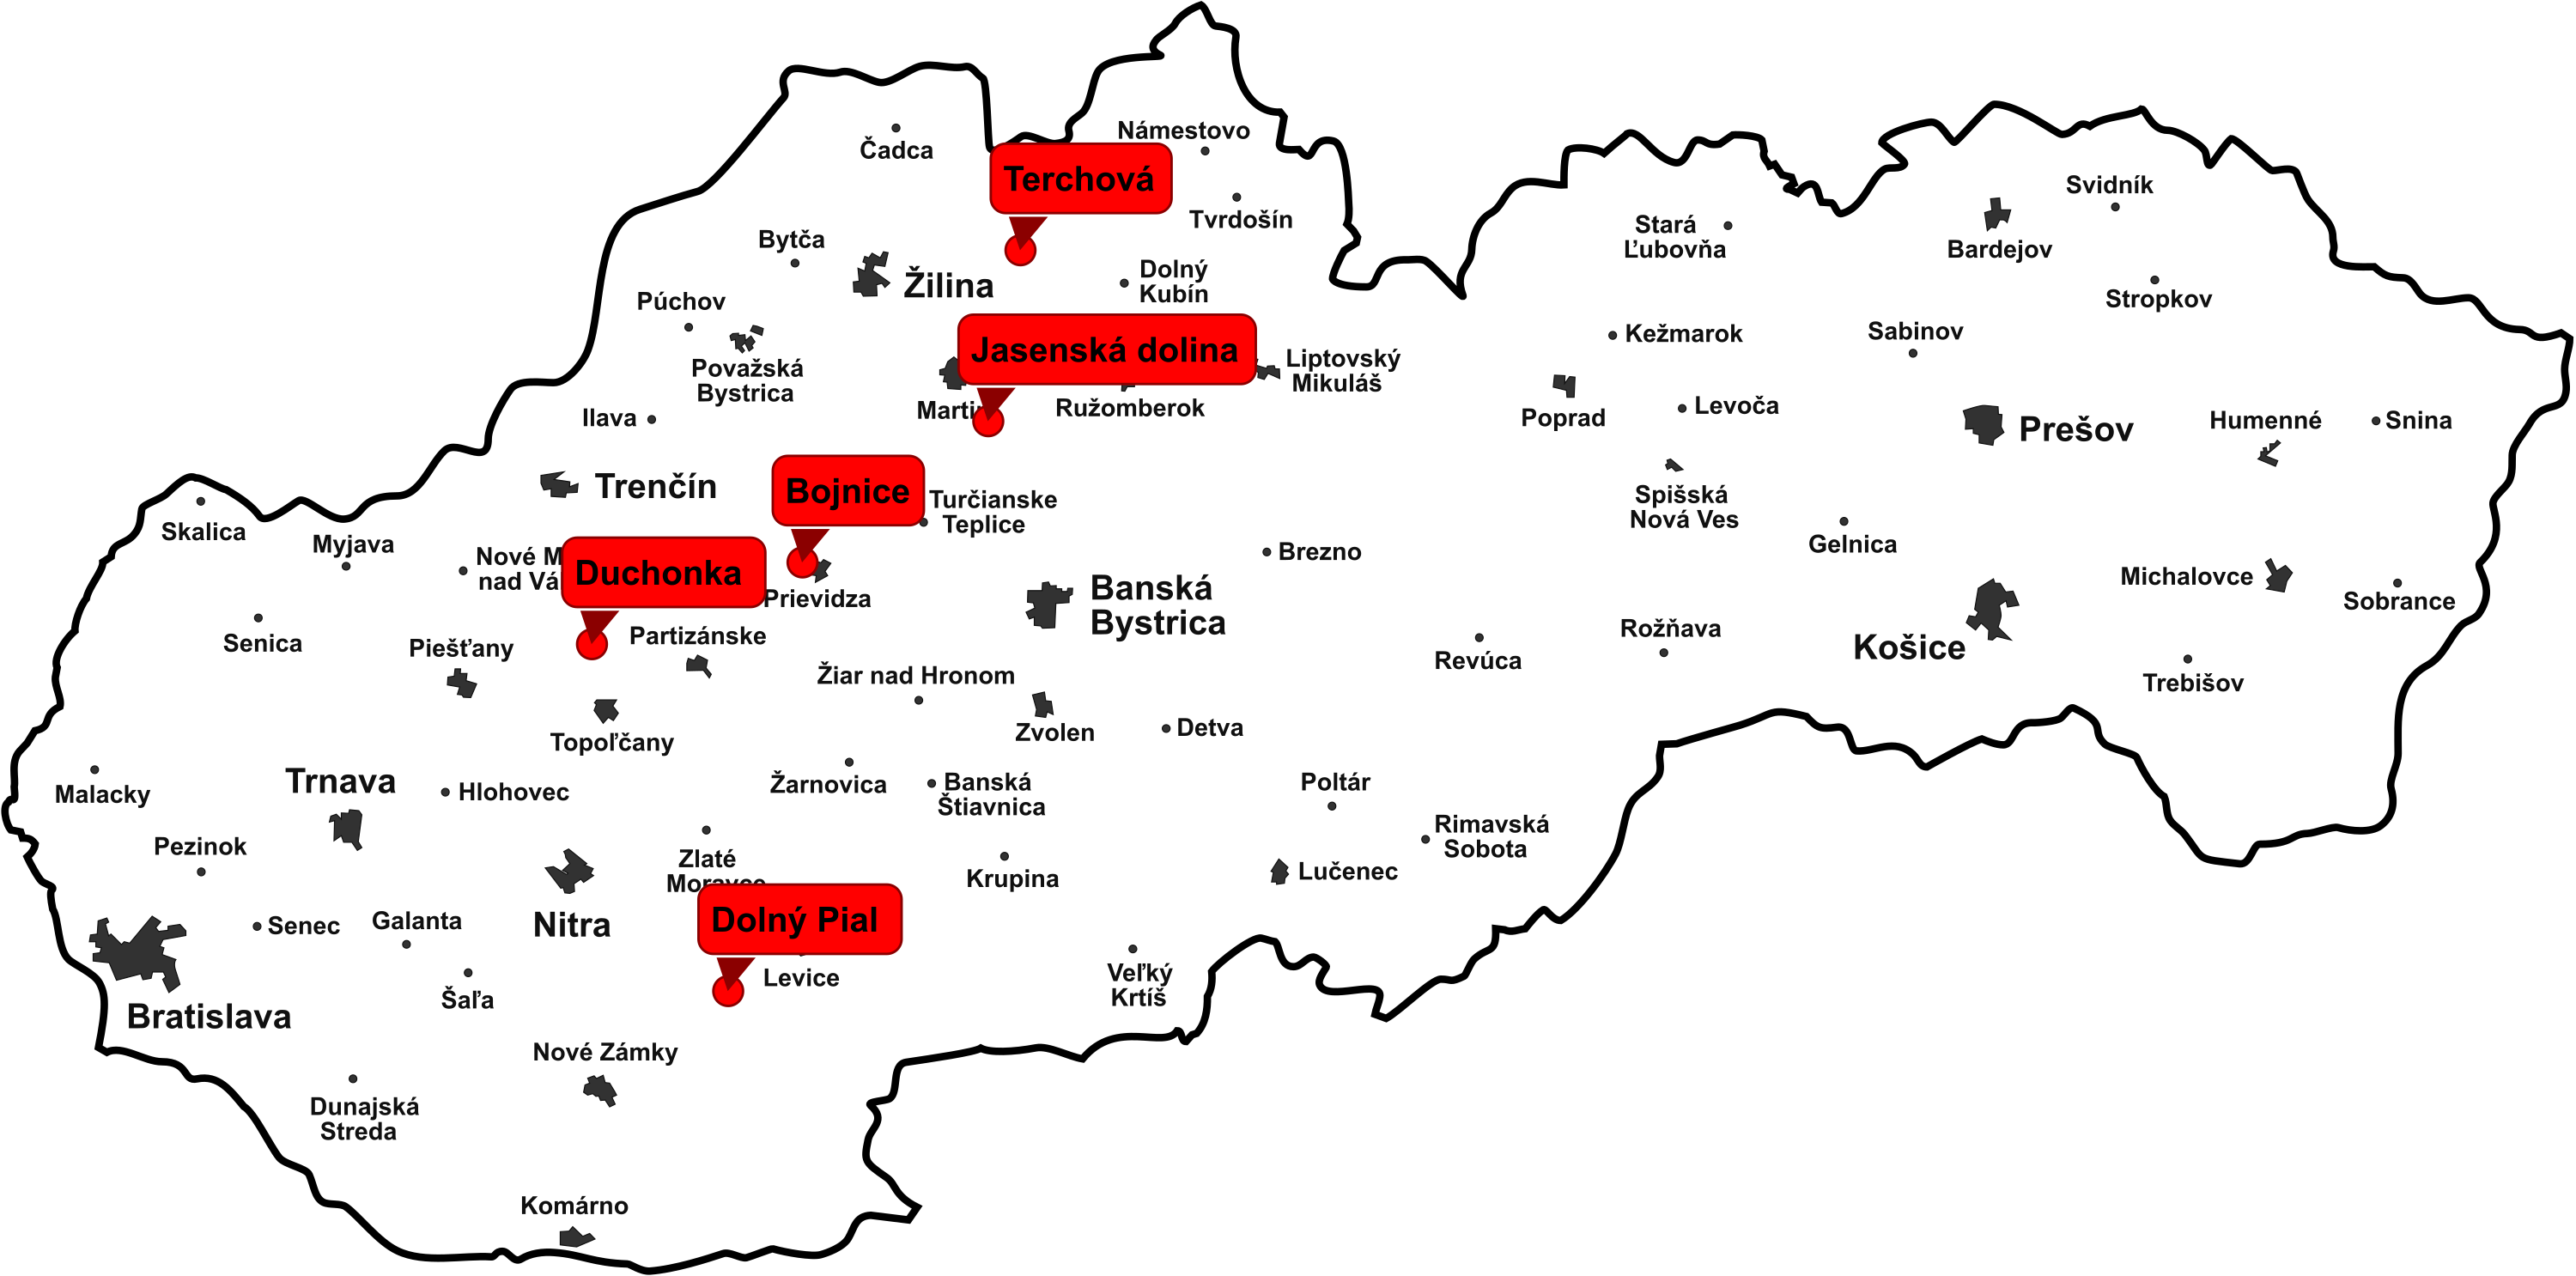 Námestovo
Čadca
Terchová
Svidník
Tvrdošín
Stará
Ľubovňa
Bytča
Bardejov
Žilina
Dolný
Kubín
Púchov
Stropkov
Kežmarok
Sabinov
Jasenská dolina
Považská
Bystrica
Liptovský
Mikuláš
Ružomberok
Poprad
Levoča
Ilava
Prešov
Humenné
Snina
Trenčín
Bojnice
Turčianske
Teplice
Spišská
Nová Ves
Skalica
Myjava
Nové
nad
Duchonka
Prievidza
Brezno
Gelnica
Michalovce
Sobrance
Banská
Bystrica
Senica
Piešťany
Partizánske
Rožňava
Revúca
Košice
Žiar nad Hronom
Trebišov
Topoľčany
Zvolen
Detva
Trnava
Malacky
Hlohovec
Žarnovica
Banská
Štiavnica
Poltár
Pezinok
Zlaté
Moravce
Krupina
Rimavská
Sobota
Lučenec
Senec
Galanta
Nitra
Dolný Pial
Levice
Šaľa
Veľký
Krtíš
Bratislava
Nové Zámky
Dunajská
Streda
Komárno